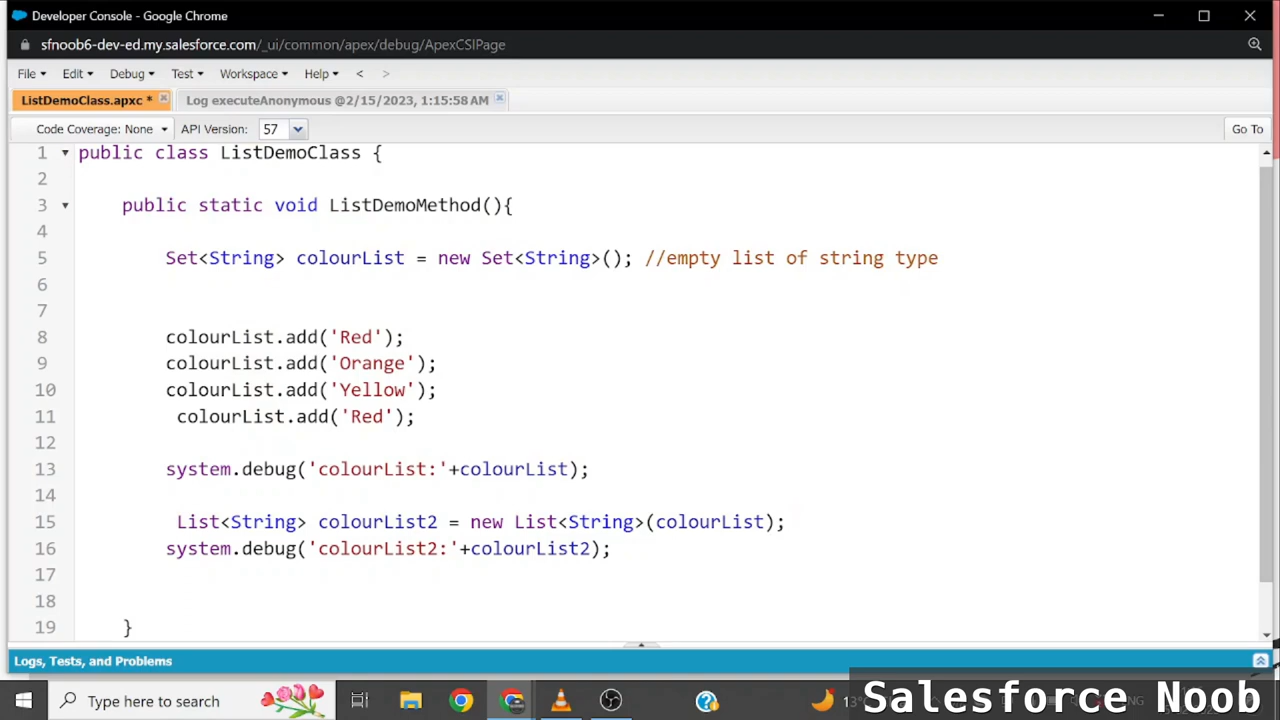 Developer Console - Google Chrome
sfnoob6-dev-ed.my.salesforce.com/_ui/common/apex/debug/ApexCSIPage
File Edit Debug Test Workspace Help < >
ListDemoClass.apxc * Log executeAnonymous @2/15/2023, 1:15:58 AM
Code Coverage: None API Version: 57 Go To
1 public class ListDemoClass {
2
3 public static void ListDemoMethod(){
4
5 Set<String> colourList = new Set<String>(); //empty list of string type
6
7
8 colourList.add('Red');
9 colourList.add('Orange');
10 colourList.add('Yellow');
11 colourList.add('Red');
12
13 system.debug('colourList:'+colourList);
14
15 List<String> colourList2 = new List<String>(colourList);
16 system.debug('colourList2:'+colourList2);
17
18
19 }
Logs, Tests, and Problems
Type here to search
Salesforce Noob